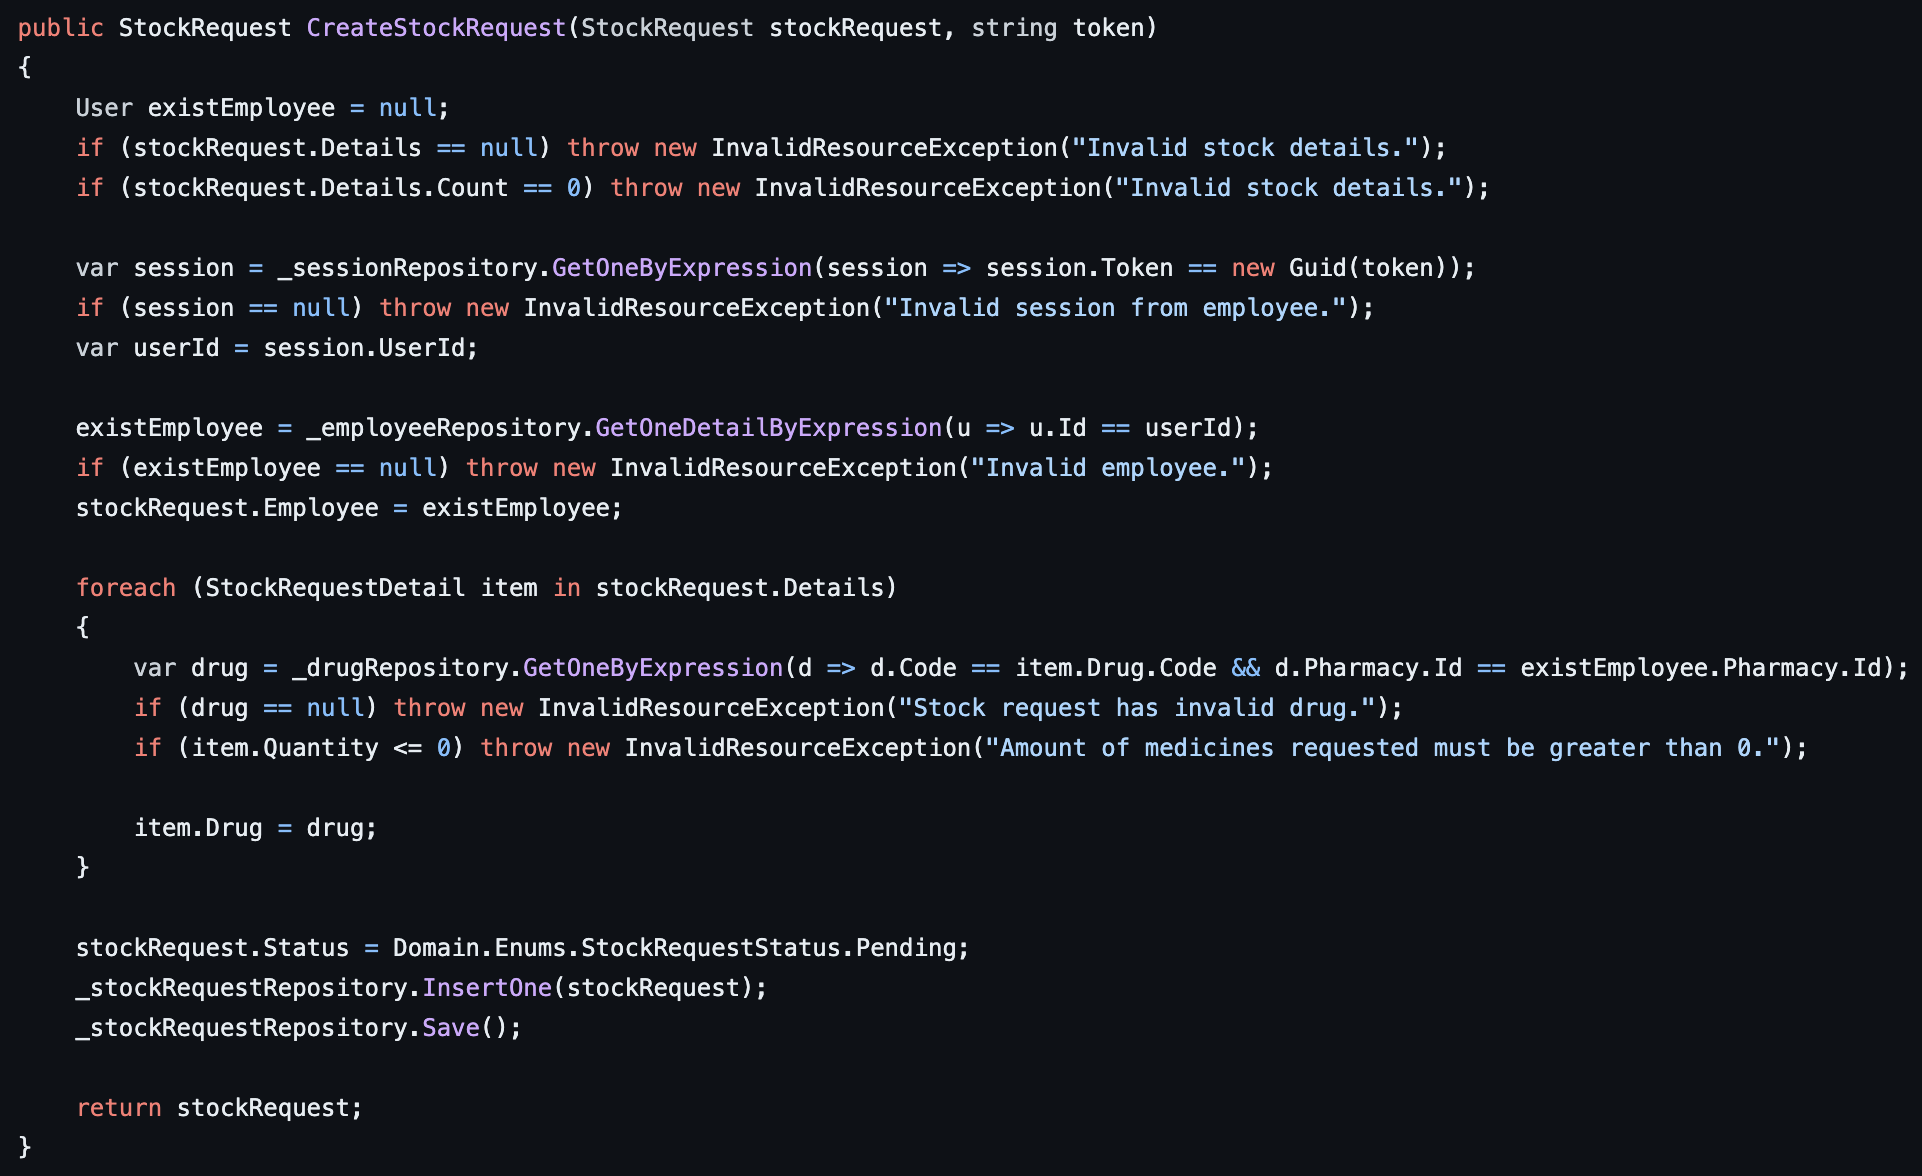 public StockRequest CreateStockRequest(StockRequest stockRequest, string token)
{
    User existEmployee = null;
    if (stockRequest.Details == null) throw new InvalidResourceException("Invalid stock details.");
    if (stockRequest.Details.Count == 0) throw new InvalidResourceException("Invalid stock details.");

    var session = _sessionRepository.GetOneByExpression(session => session.Token == new Guid(token));
    if (session == null) throw new InvalidResourceException("Invalid session from employee.");
    var userId = session.UserId;

    existEmployee = _employeeRepository.GetOneDetailByExpression(u => u.Id == userId);
    if (existEmployee == null) throw new InvalidResourceException("Invalid employee.");
    stockRequest.Employee = existEmployee;

    foreach (StockRequestDetail item in stockRequest.Details)
    {
        var drug = _drugRepository.GetOneByExpression(d => d.Code == item.Drug.Code && d.Pharmacy.Id == existEmployee.Pharmacy.Id);
        if (drug == null) throw new InvalidResourceException("Stock request has invalid drug.");
        if (item.Quantity <= 0) throw new InvalidResourceException("Amount of medicines requested must be greater than 0.");

        item.Drug = drug;
    }

    stockRequest.Status = Domain.Enums.StockRequestStatus.Pending;
    _stockRequestRepository.InsertOne(stockRequest);
    _stockRequestRepository.Save();

    return stockRequest;
}